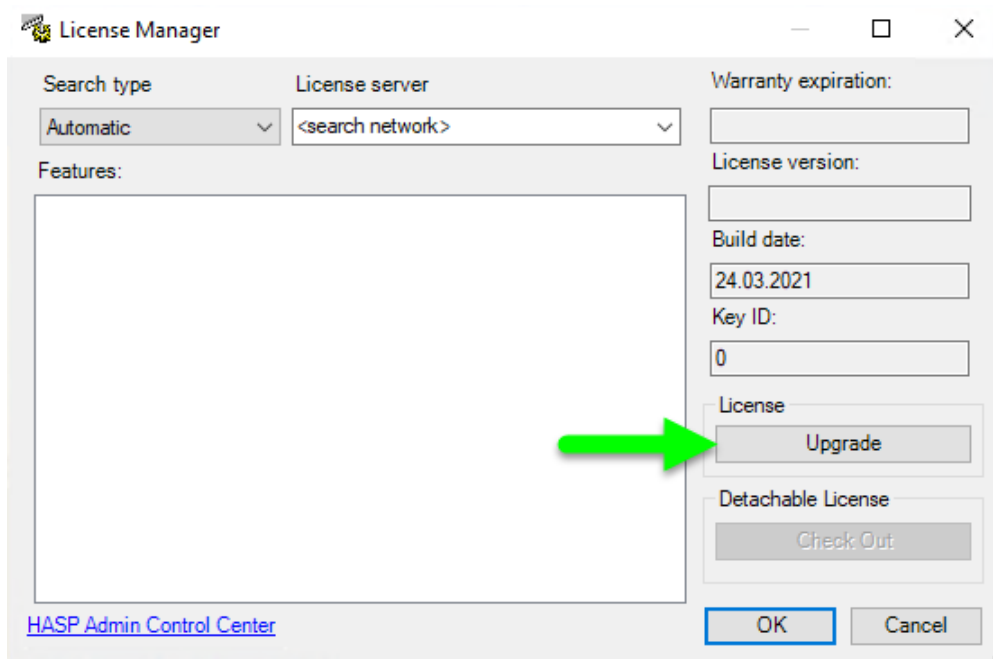 License Manager
Search type
License server
Warranty expiration:
Automatic
<search network>
Features:
License version:
Build date:
24.03.2021
Key ID:
0
License
Upgrade
Detachable License
Check Out
HASP Admin Control Center
OK
Cancel